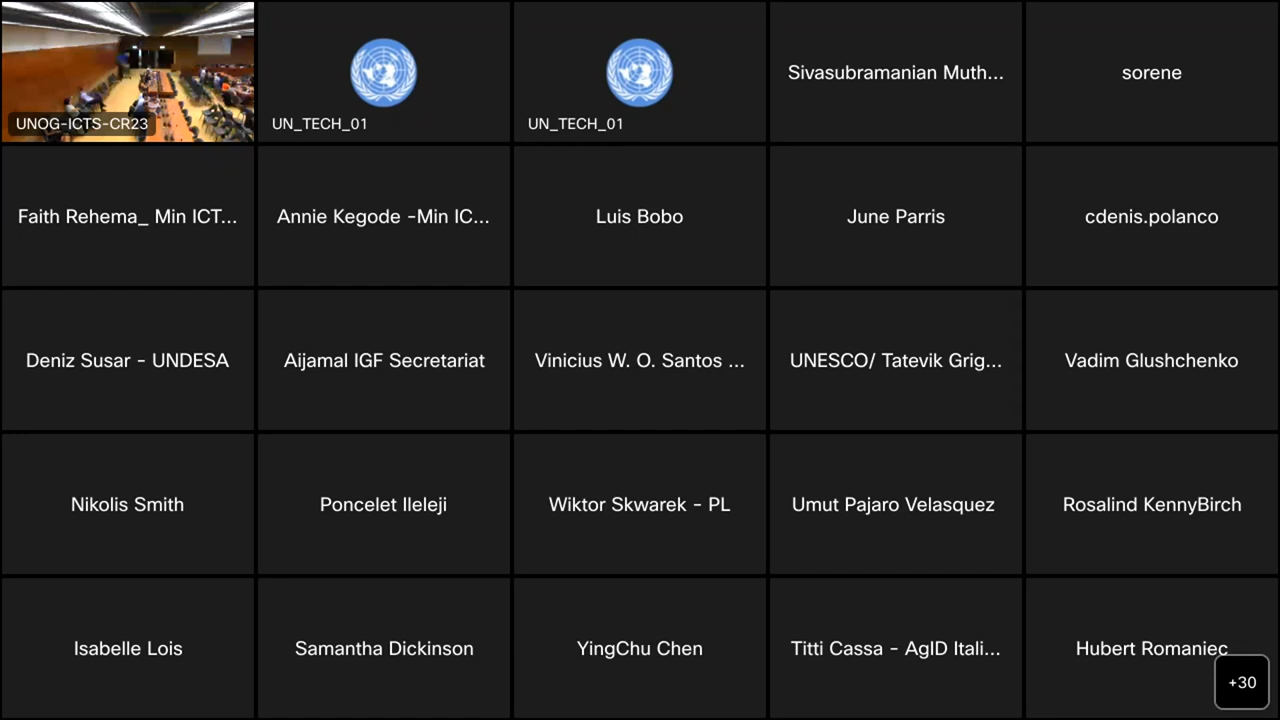 UNOG-ICTS-CR23
UN_TECH_01
UN_TECH_01
Sivasubramanian Muth...
sorene
Faith Rehema_ Min ICT...
Annie Kegode -Min IC...
Luis Bobo
June Parris
cdenis.polanco
Deniz Susar - UNDESA
Aijamal IGF Secretariat
Vinicius W. O. Santos ...
UNESCO/ Tatevik Grig...
Vadim Glushchenko
Nikolis Smith
Poncelet Ileleji
Wiktor Skwarek - PL
Umut Pajaro Velasquez
Rosalind KennyBirch
Isabelle Lois
Samantha Dickinson
YingChu Chen
Titti Cassa - AgID Itali...
Hubert Romaniec
+30